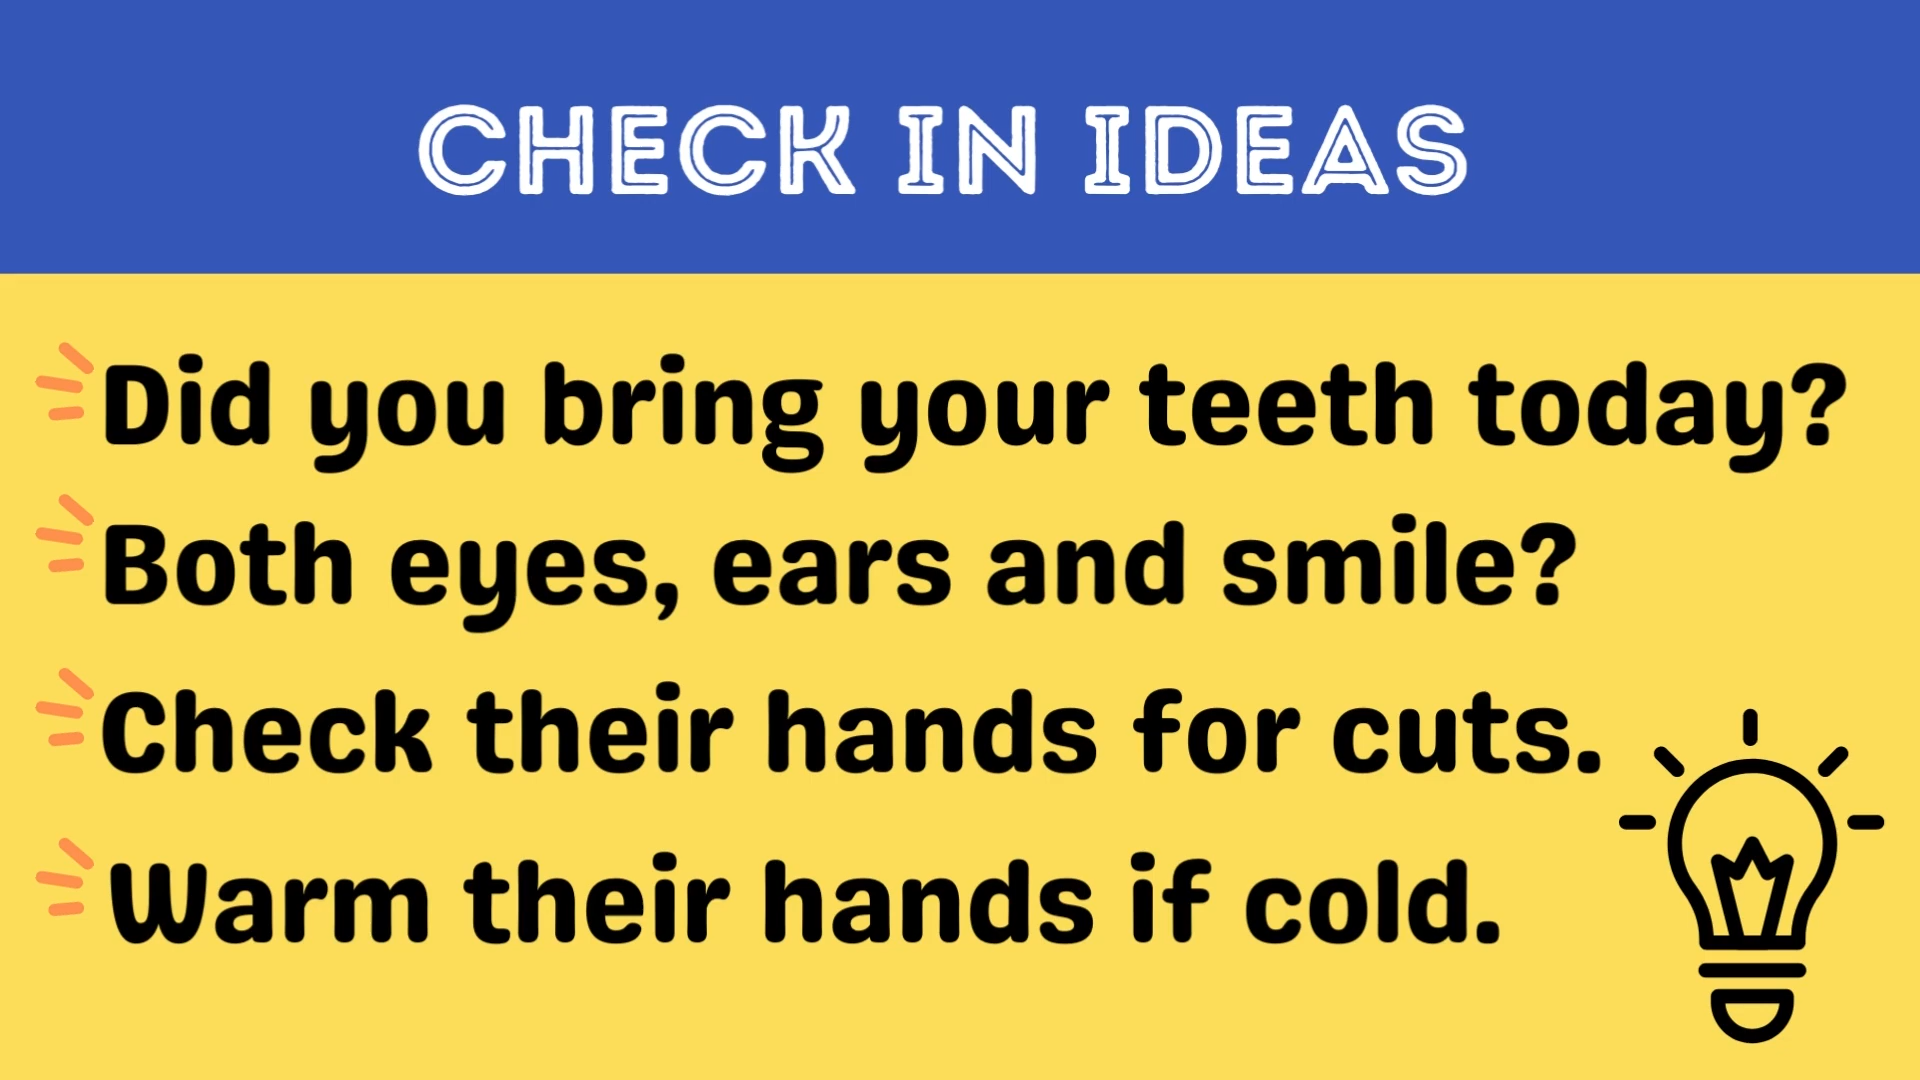 CHECK IN IDEAS
Did you bring your teeth today?
Both eyes, ears and smile?
Check their hands for cuts.
Warm their hands if cold.